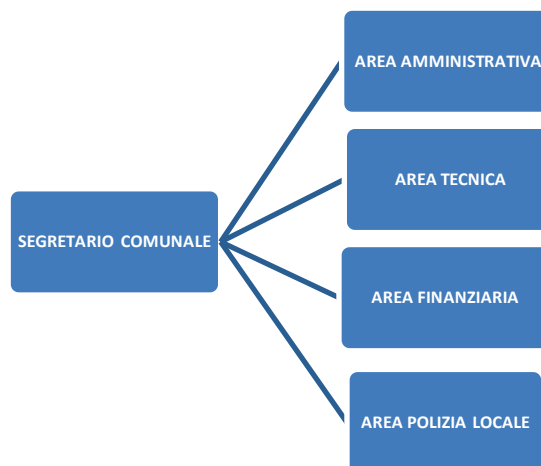 AREA AMMINISTRATIVA
AREA TECNICA
SEGRETARIO COMUNALE
AREA FINANZIARIA
AREA POLIZIA LOCALE